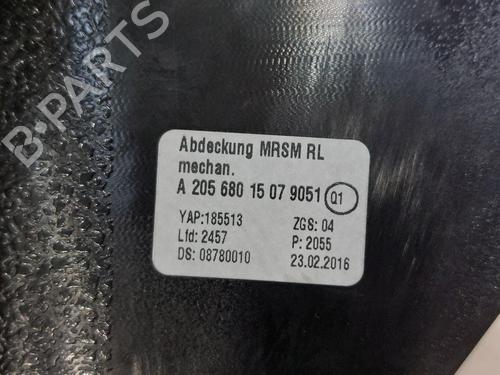 B-PARTS
Abdeckung MRSM RL
mechan.
A 205 680 15 07 9051 Q1
YAP:185513 ZGS: 04
Lfd: 2457 P: 2055
DS: 08780010 23.02.2016